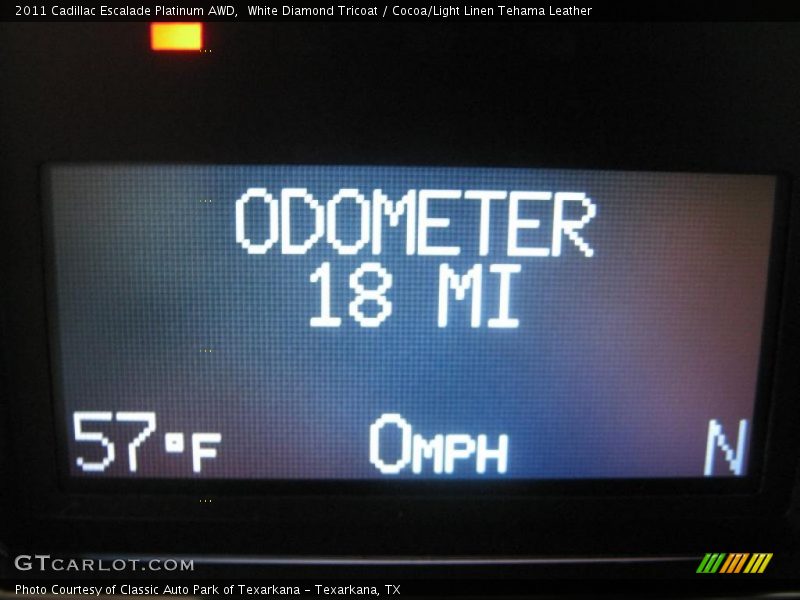 2011 Cadillac Escalade Platinum AWD,  White Diamond Tricoat / Cocoa/Light Linen Tehama Leather
ODOMETER
18 MI
57°F 0MPH N
GTCARLOT.COM
Photo Courtesy of Classic Auto Park of Texarkana - Texarkana, TX